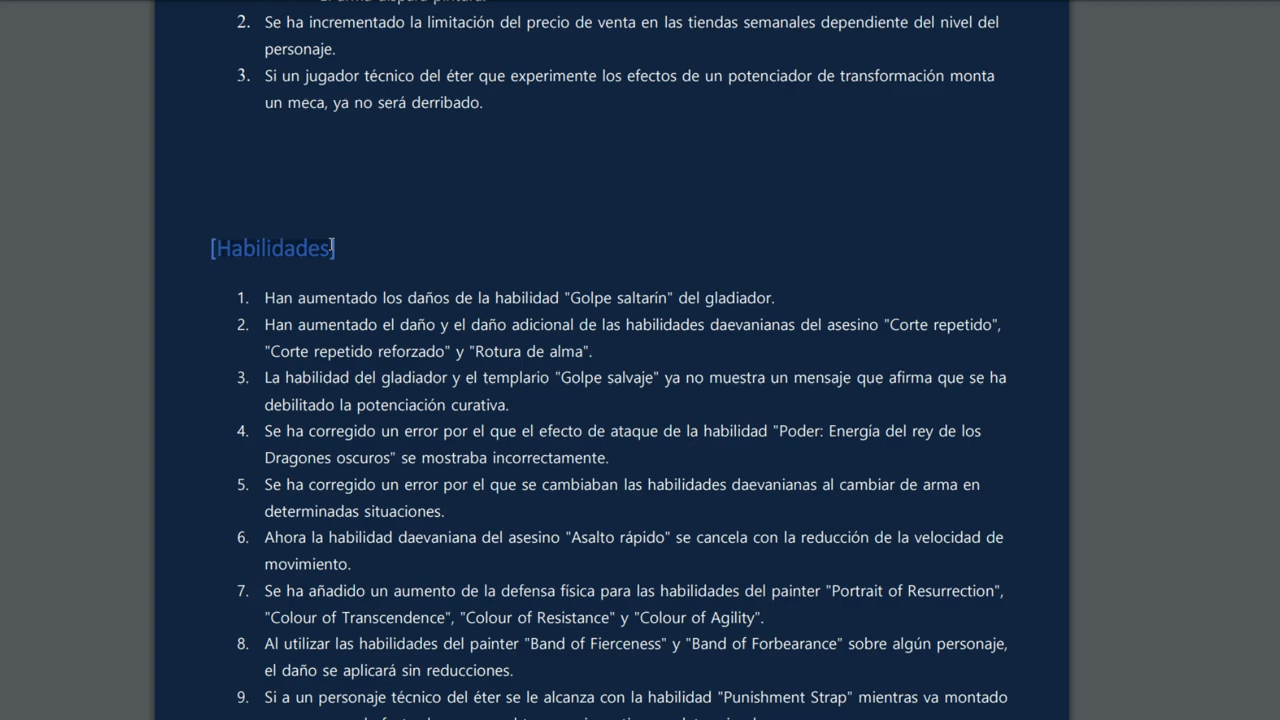 2. Se ha incrementado la limitación del precio de venta en las tiendas semanales dependiente del nivel del
personaje.
3. Si un jugador técnico del éter que experimente los efectos de un potenciador de transformación monta
un meca, ya no será derribado.
[Habilidades]
1. Han aumentado los daños de la habilidad "Golpe saltarín" del gladiador.
2. Han aumentado el daño y el daño adicional de las habilidades daevanianas del asesino "Corte repetido",
"Corte repetido reforzado" y "Rotura de alma".
3. La habilidad del gladiador y el templario "Golpe salvaje" ya no muestra un mensaje que afirma que se ha
debilitado la potenciación curativa.
4. Se ha corregido un error por el que el efecto de ataque de la habilidad "Poder: Energía del rey de los
Dragones oscuros" se mostraba incorrectamente.
5. Se ha corregido un error por el que se cambiaban las habilidades daevanianas al cambiar de arma en
determinadas situaciones.
6. Ahora la habilidad daevaniana del asesino "Asalto rápido" se cancela con la reducción de la velocidad de
movimiento.
7. Se ha añadido un aumento de la defensa física para las habilidades del painter "Portrait of Resurrection",
"Colour of Transcendence", "Colour of Resistance" y "Colour of Agility".
8. Al utilizar las habilidades del painter "Band of Fierceness" y "Band of Forbearance" sobre algún personaje,
el daño se aplicará sin reducciones.
9. Si a un personaje técnico del éter se le alcanza con la habilidad "Punishment Strap" mientras va montado